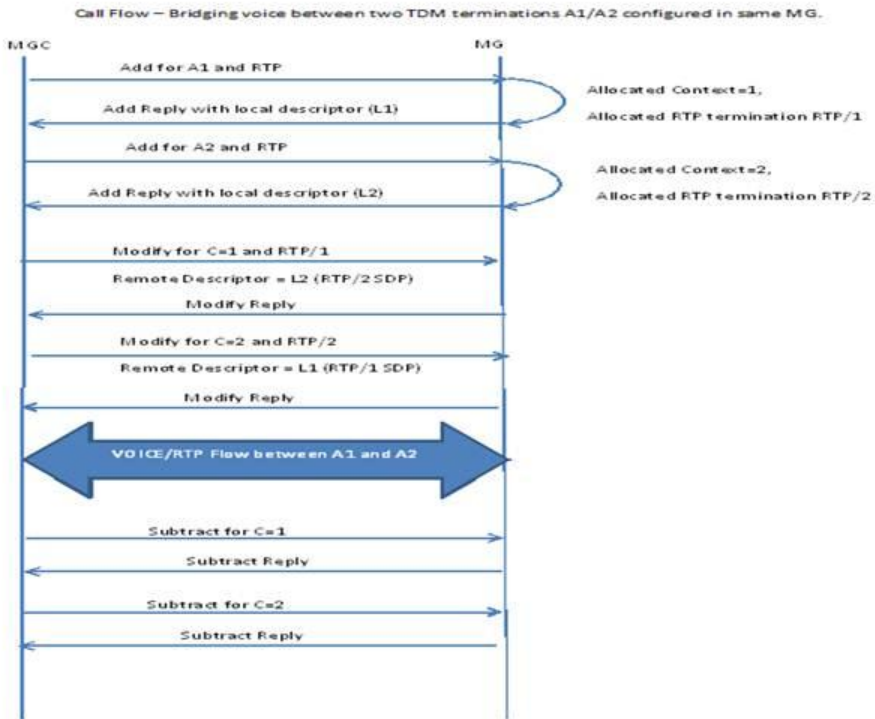 Call Flow – Bridging voice between two TDM terminations A1/A2 configured in same MG.
MGC
MG
Add for A1 and RTP
Allocated Context=1,
Add Reply with local descriptor (L1)
Allocated RTP termination RTP/1
Add for A2 and RTP
Allocated Context=2,
Add Reply with local descriptor (L2)
Allocated RTP termination RTP/2
Modify for C=1 and RTP/1
Remote Descriptor = L2 (RTP/2 SDP)
Modify Reply
Modify for C=2 and RTP/2
Remote Descriptor = L1 (RTP/1 SDP)
Modify Reply
VOICE/RTP Flow between A1 and A2
Subtract for C=1
Subtract Reply
Subtract for C=2
Subtract Reply